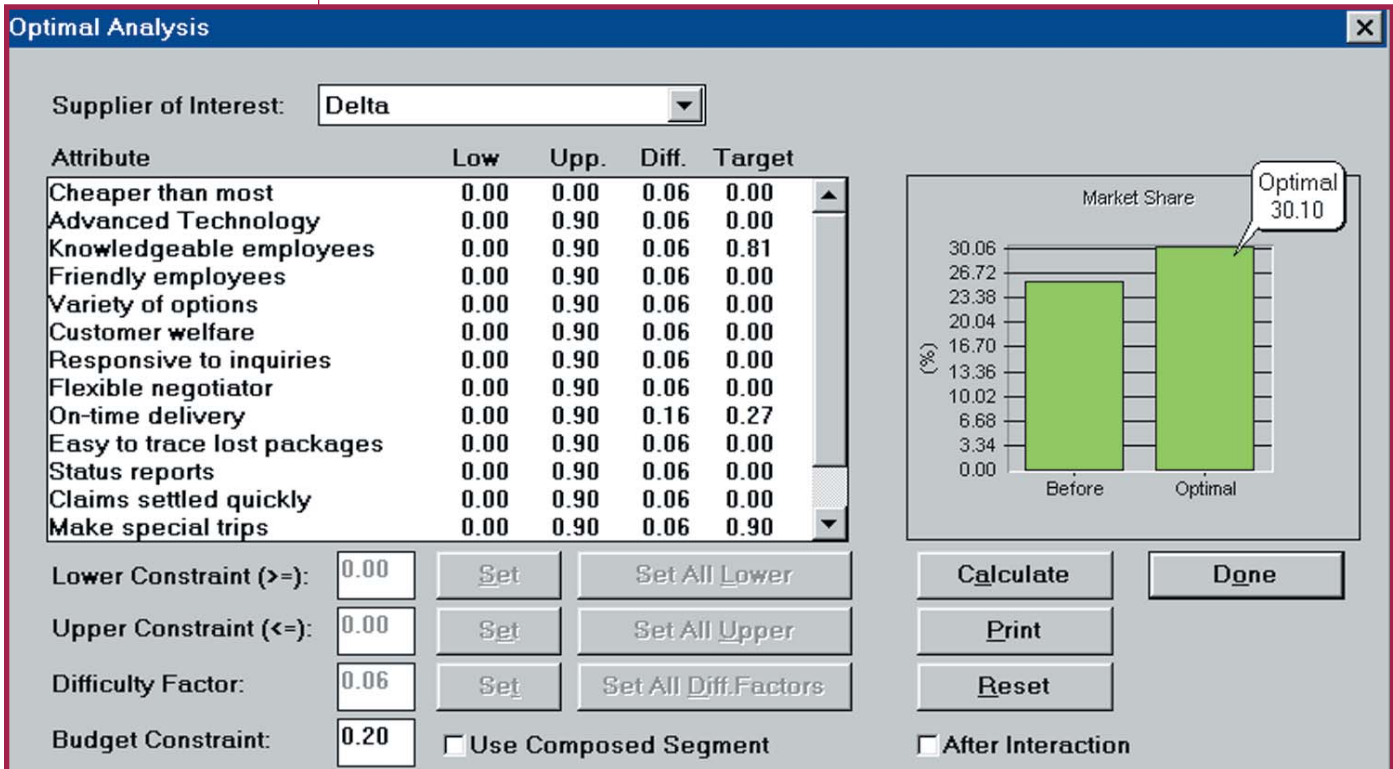 Optimal Analysis
Supplier of Interest: Delta
Attribute Low Upp. Diff. Target
Cheaper than most 0.00 0.00 0.06 0.00
Advanced Technology 0.00 0.90 0.06 0.00
Knowledgeable employees 0.00 0.90 0.06 0.81
Friendly employees 0.00 0.90 0.06 0.00
Variety of options 0.00 0.90 0.06 0.00
Customer welfare 0.00 0.90 0.06 0.00
Responsive to inquiries 0.00 0.90 0.06 0.00
Flexible negotiator 0.00 0.90 0.06 0.00
On-time delivery 0.00 0.90 0.16 0.27
Easy to trace lost packages 0.00 0.90 0.06 0.00
Status reports 0.00 0.90 0.06 0.00
Claims settled quickly 0.00 0.90 0.06 0.00
Make special trips 0.00 0.90 0.06 0.90
Market Share
Optimal
30.10
30.06
26.72
23.38
20.04
16.70
13.36
10.02
6.68
3.34
0.00
(%)
Before Optimal
Lower Constraint (>=): 0.00 Set Set All Lower
Upper Constraint (<=): 0.00 Set Set All Upper
Difficulty Factor: 0.06 Set Set All Diff.Factors
Budget Constraint: 0.20 Use Composed Segment
Calculate Done
Print
Reset
After Interaction